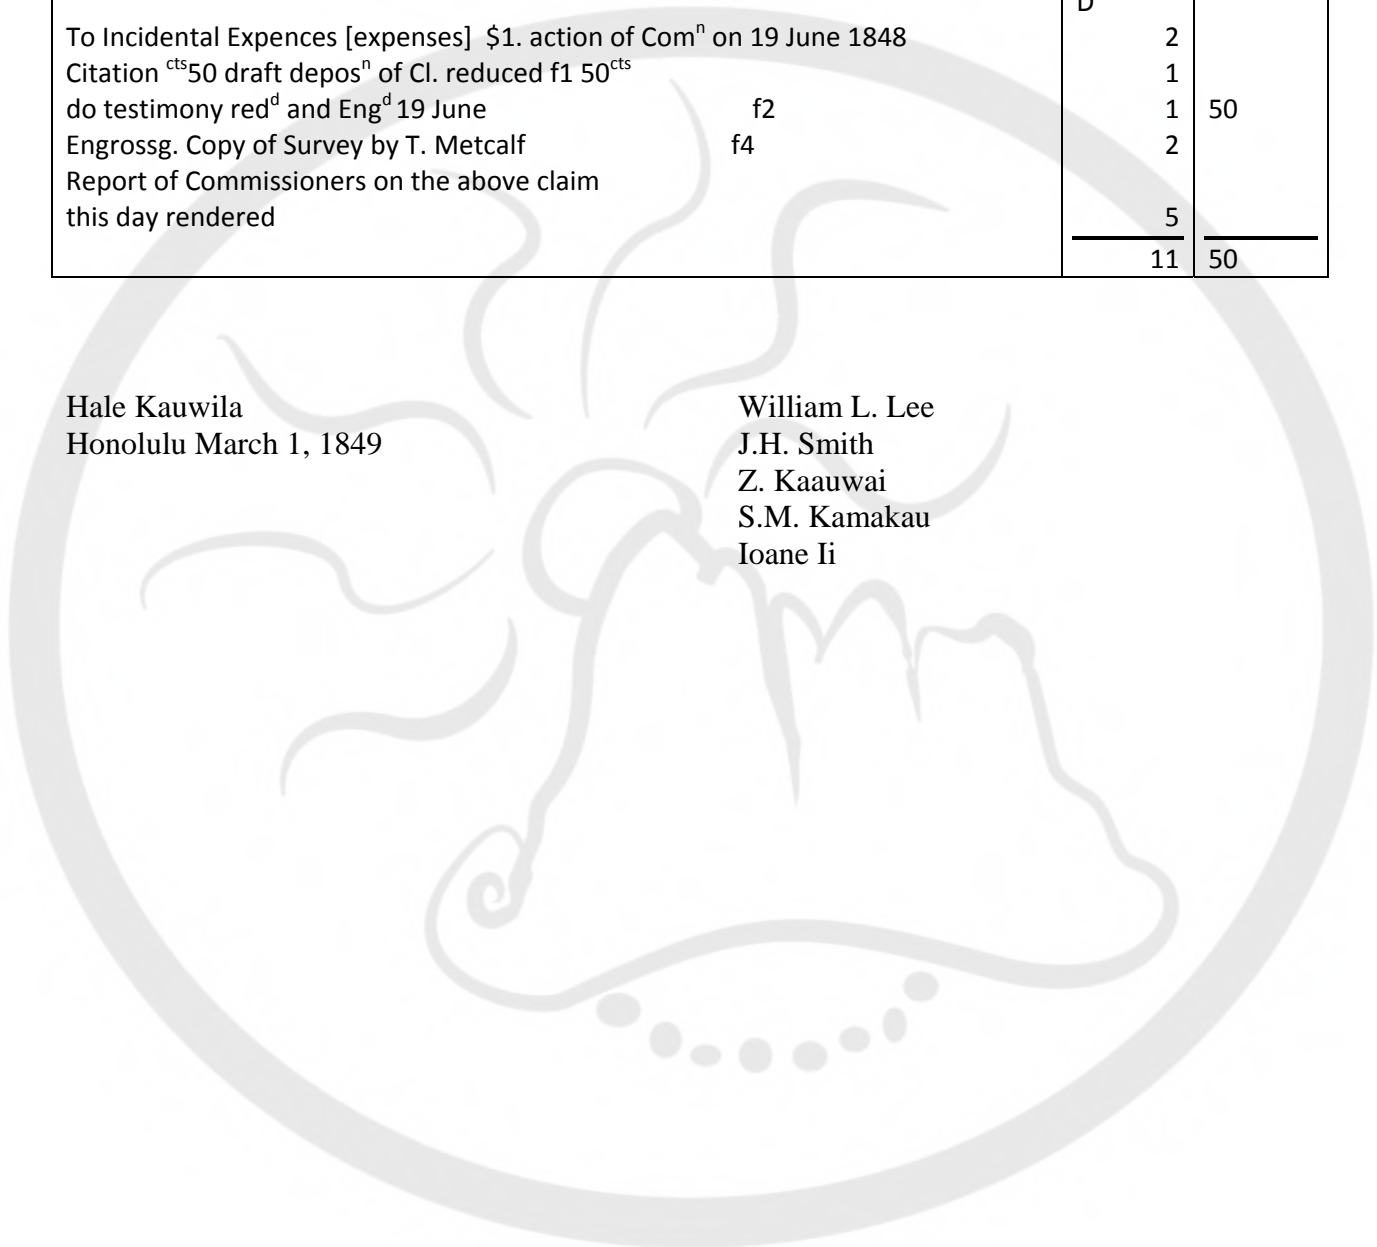 D
To Incidental Expences [expenses] $1. action of Comⁿ on 19 June 1848 2
Citation ᶜᵗˢ50 draft deposⁿ of Cl. reduced f1 50ᶜᵗˢ 1
do testimony redᵈ and Engᵈ 19 June f2 1 50
Engrossg. Copy of Survey by T. Metcalf f4 2
Report of Commissioners on the above claim
this day rendered 5
11 50
Hale Kauwila
Honolulu March 1, 1849
William L. Lee
J.H. Smith
Z. Kaauwai
S.M. Kamakau
Ioane Ii